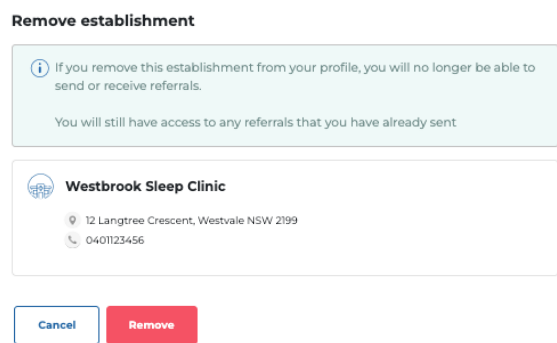 Remove establishment
If you remove this establishment from your profile, you will no longer be able to
send or receive referrals.
You will still have access to any referrals that you have already sent
Westbrook Sleep Clinic
12 Langtree Crescent, Westvale NSW 2199
0401123456
Cancel
Remove